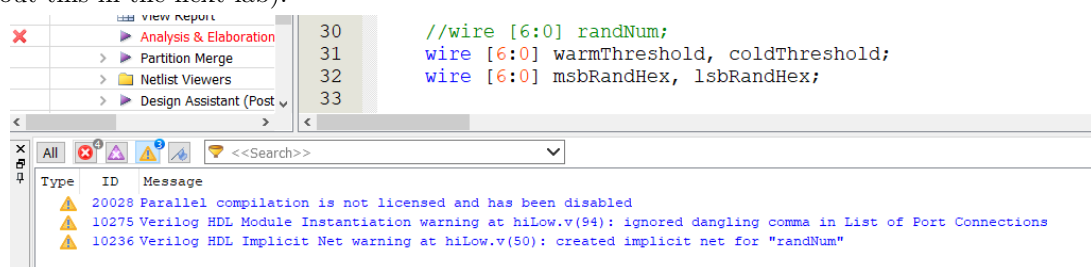 out this in the next lab).
View Report
Analysis & Elaboration
Partition Merge
Netlist Viewers
Design Assistant (Post
30 //wire [6:0] randNum;
31 wire [6:0] warmThreshold, coldThreshold;
32 wire [6:0] msbRandHex, lsbRandHex;
33
All 4 3 <<Search>>
Type ID Message
20028 Parallel compilation is not licensed and has been disabled
10275 Verilog HDL Module Instantiation warning at hiLow.v(94): ignored dangling comma in List of Port Connections
10236 Verilog HDL Implicit Net warning at hiLow.v(50): created implicit net for "randNum"